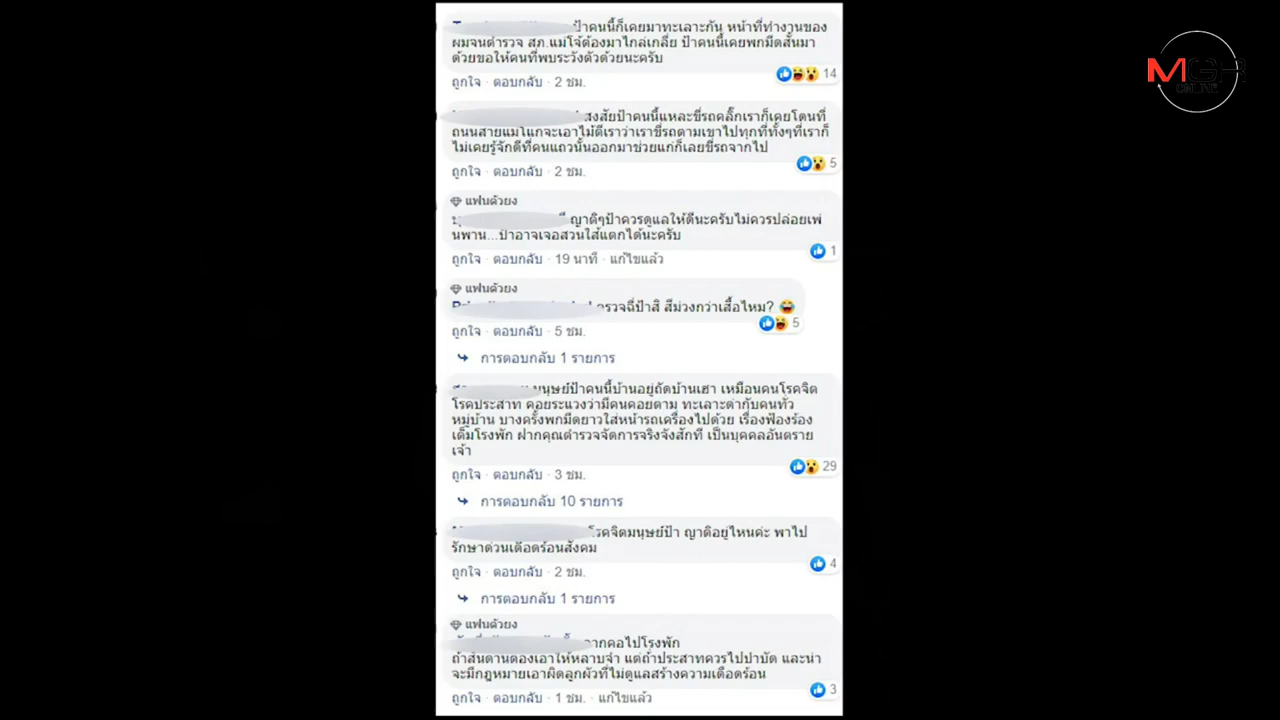 ป้าคนนี้ก็เคยมาทะเลาะกัน หน้าที่ทำงานของ
ผมจนตำรวจ สภ.แม่โจ้ต้องมาไกล่เกลี่ย ป้าคนนี้เคยพกมีดสั้นมา
ด้วยขอให้คนที่พบระวังตัวด้วยนะครับ
14
ถูกใจ · ตอบกลับ · 2 ชม.
สงสัยป้าคนนี้แหละขี่รถคลิ๊กเราก็เคยโดนที่
ถนนสายแม่โแกจะเอาไม้ตีเราว่าเราขี่รถตามเขาไปทุกที่ทั้งๆที่เราก็
ไม่เคยรู้จักดีที่คนแถวนั้นออกมาช่วยแก่ก็เลยขี่รถจากไป
5
ถูกใจ · ตอบกลับ · 2 ชม.
แฟนตัวยง
ญาติๆป้าควรดูแลให้ดีนะครับไม่ควรปล่อยเพ่
นพาน...ป้าอาจเจอสวนไส้แตกได้นะครับ
1
ถูกใจ · ตอบกลับ · 19 นาที · แก้ไขแล้ว
แฟนตัวยง
ตรวจฉี่ป้าสิ สีม่วงกว่าเสื้อไหม? 😂
5
ถูกใจ · ตอบกลับ · 5 ชม.
การตอบกลับ 1 รายการ
มนุษย์ป้าคนนี้บ้านอยู่ถัดบ้านเฮา เหมือนคนโรคจิต
โรคประสาท คอยระแวงว่ามีคนคอยตาม ทะเลาะด่ากับคนทั่ว
หมู่บ้าน บางครั้งพกมีดยาวใส่หน้ารถเครื่องไปด้วย เรื่องฟ้องร้อง
เต็มโรงพัก ฝากคุณตำรวจจัดการจริงจังสักที เป็นบุคคลอันตราย
เจ้า
29
ถูกใจ · ตอบกลับ · 3 ชม.
การตอบกลับ 10 รายการ
โรคจิตมนุษย์ป้า ญาติอยู่ไหนค่ะ พาไป
รักษาด่วนเดือดร้อนสังคม
4
ถูกใจ · ตอบกลับ · 2 ชม.
การตอบกลับ 1 รายการ
แฟนตัวยง
ลากคอไปโรงพัก
ถ้าสันดานต้องเอาให้หลาบจำ แต่ถ้าประสาทควรไปบำบัด และน่า
จะมีกฎหมายเอาผิดลูกผัวที่ไม่ดูแลสร้างความเดือดร้อน
3
ถูกใจ · ตอบกลับ · 1 ชม. · แก้ไขแล้ว
MGR
ONLINE